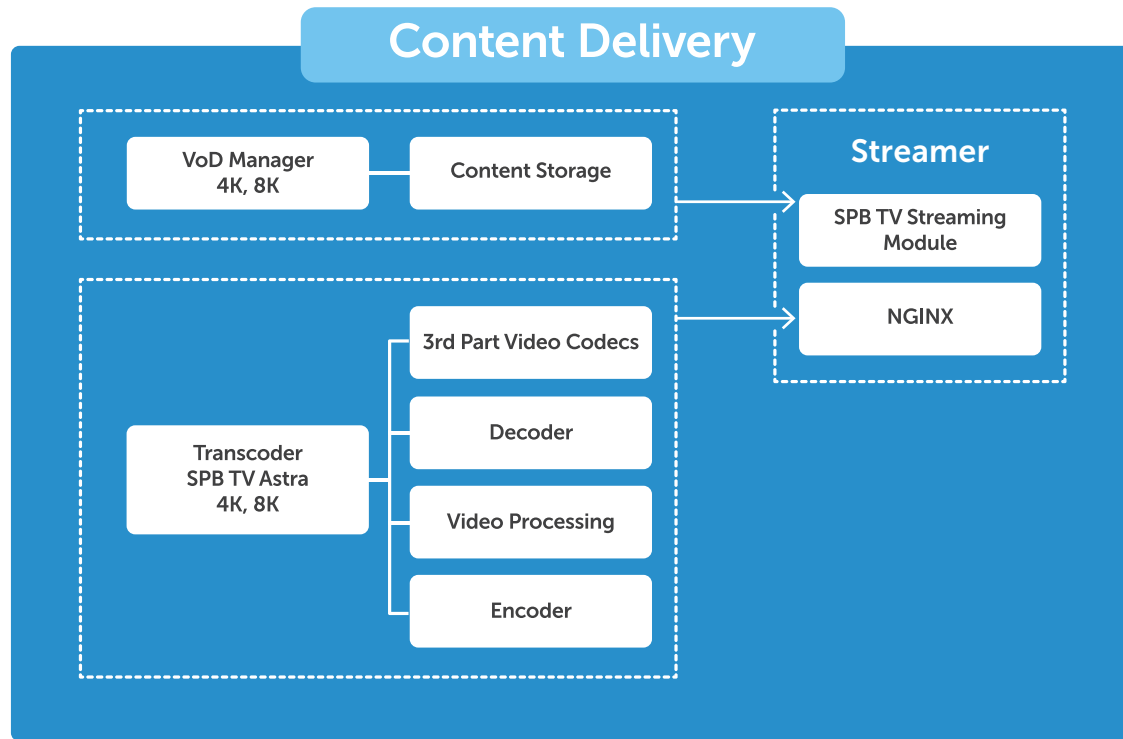 Content Delivery
VoD Manager
4K, 8K
Content Storage
Streamer
SPB TV Streaming
Module
NGINX
3rd Part Video Codecs
Decoder
Transcoder
SPB TV Astra
4K, 8K
Video Processing
Encoder